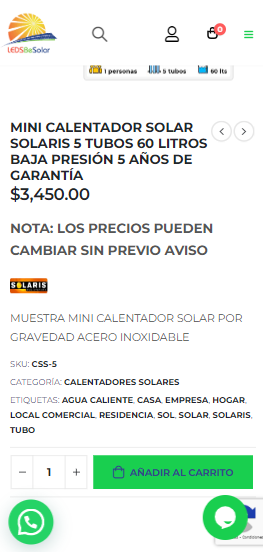 LEDS&Solar
0
1 personas
5 tubos
60 lts
MINI CALENTADOR SOLAR
SOLARIS 5 TUBOS 60 LITROS
BAJA PRESIÓN 5 AÑOS DE
GARANTÍA
$3,450.00
NOTA: LOS PRECIOS PUEDEN
CAMBIAR SIN PREVIO AVISO
SOLARIS
MUESTRA MINI CALENTADOR SOLAR POR
GRAVEDAD ACERO INOXIDABLE
SKU: CSS-5
CATEGORÍA: CALENTADORES SOLARES
ETIQUETAS: AGUA CALIENTE, CASA, EMPRESA, HOGAR,
LOCAL COMERCIAL, RESIDENCIA, SOL, SOLAR, SOLARIS,
TUBO
− 1 +
AÑADIR AL CARRITO